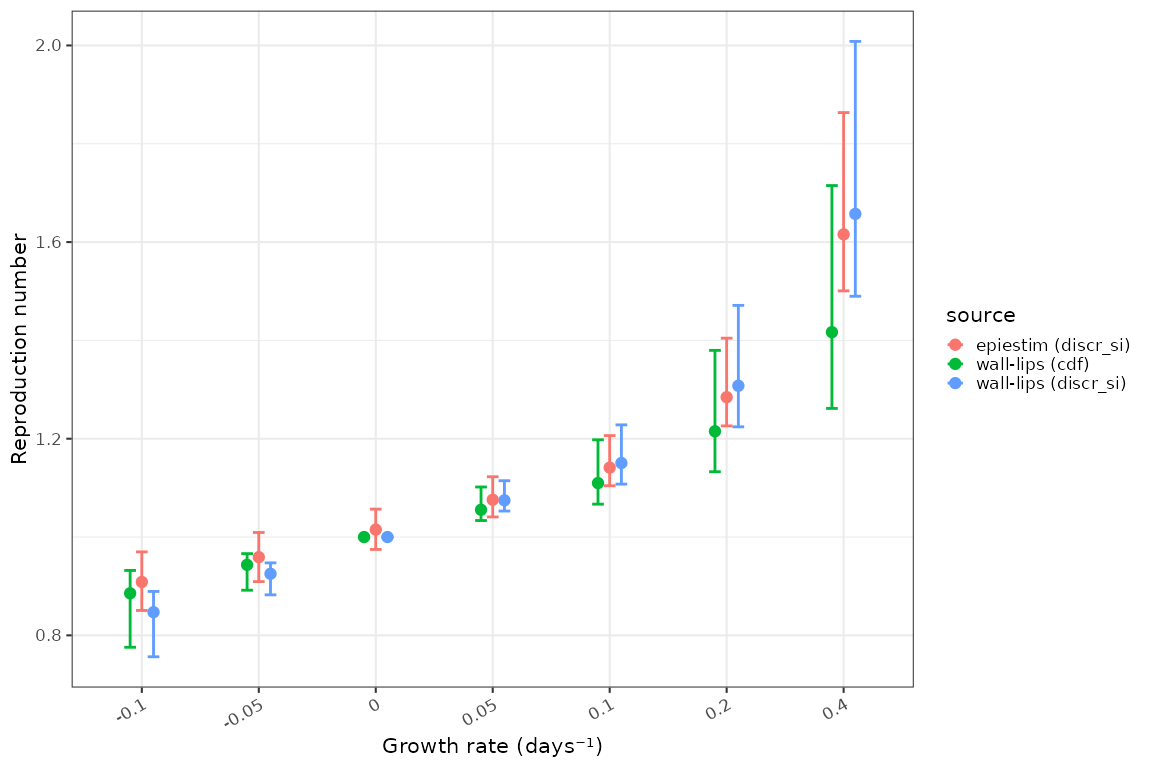 2.0
1.6
1.2
0.8
Reproduction number
-0.1
-0.05
0
0.05
0.1
0.2
0.4
Growth rate (days⁻¹)
source
epiestim (discr_si)
wall-lips (cdf)
wall-lips (discr_si)